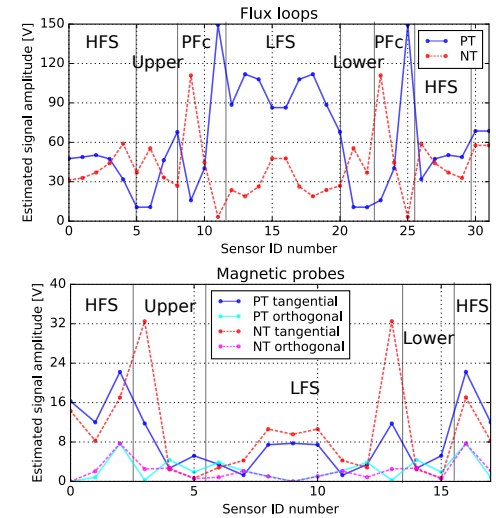 Flux loops
Estimated signal amplitude [V]
150
120
90
60
30
0
HFS
Upper
PFc
LFS
Lower
PFc
HFS
PT
NT
0 5 10 15 20 25 30
Sensor ID number
Magnetic probes
Estimated signal amplitude [V]
40
32
24
16
8
0
HFS
Upper
PT tangential
PT orthogonal
NT tangential
NT orthogonal
LFS
Lower
HFS
0 5 10 15
Sensor ID number